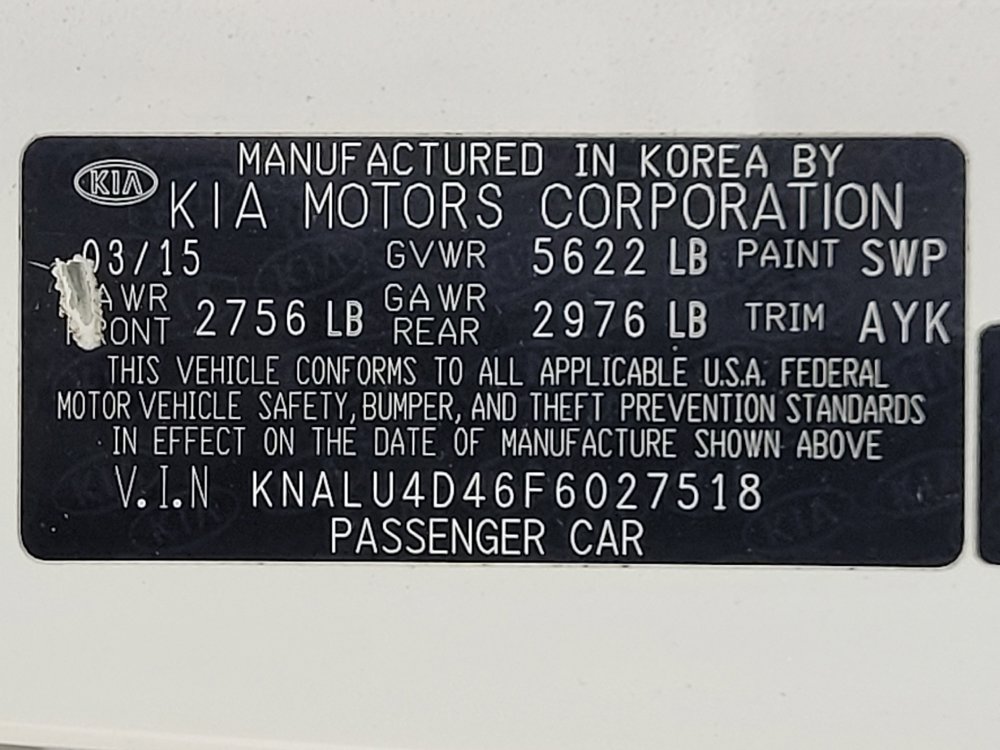 MANUFACTURED IN KOREA BY
KIA
KIA MOTORS CORPORATION
03/15 GVWR 5622 LB PAINT SWP
GAWR FRONT 2756 LB GAWR REAR 2976 LB TRIM AYK
THIS VEHICLE CONFORMS TO ALL APPLICABLE U.S.A. FEDERAL
MOTOR VEHICLE SAFETY, BUMPER, AND THEFT PREVENTION STANDARDS
IN EFFECT ON THE DATE OF MANUFACTURE SHOWN ABOVE
V.I.N KNALU4D46F6027518
PASSENGER CAR